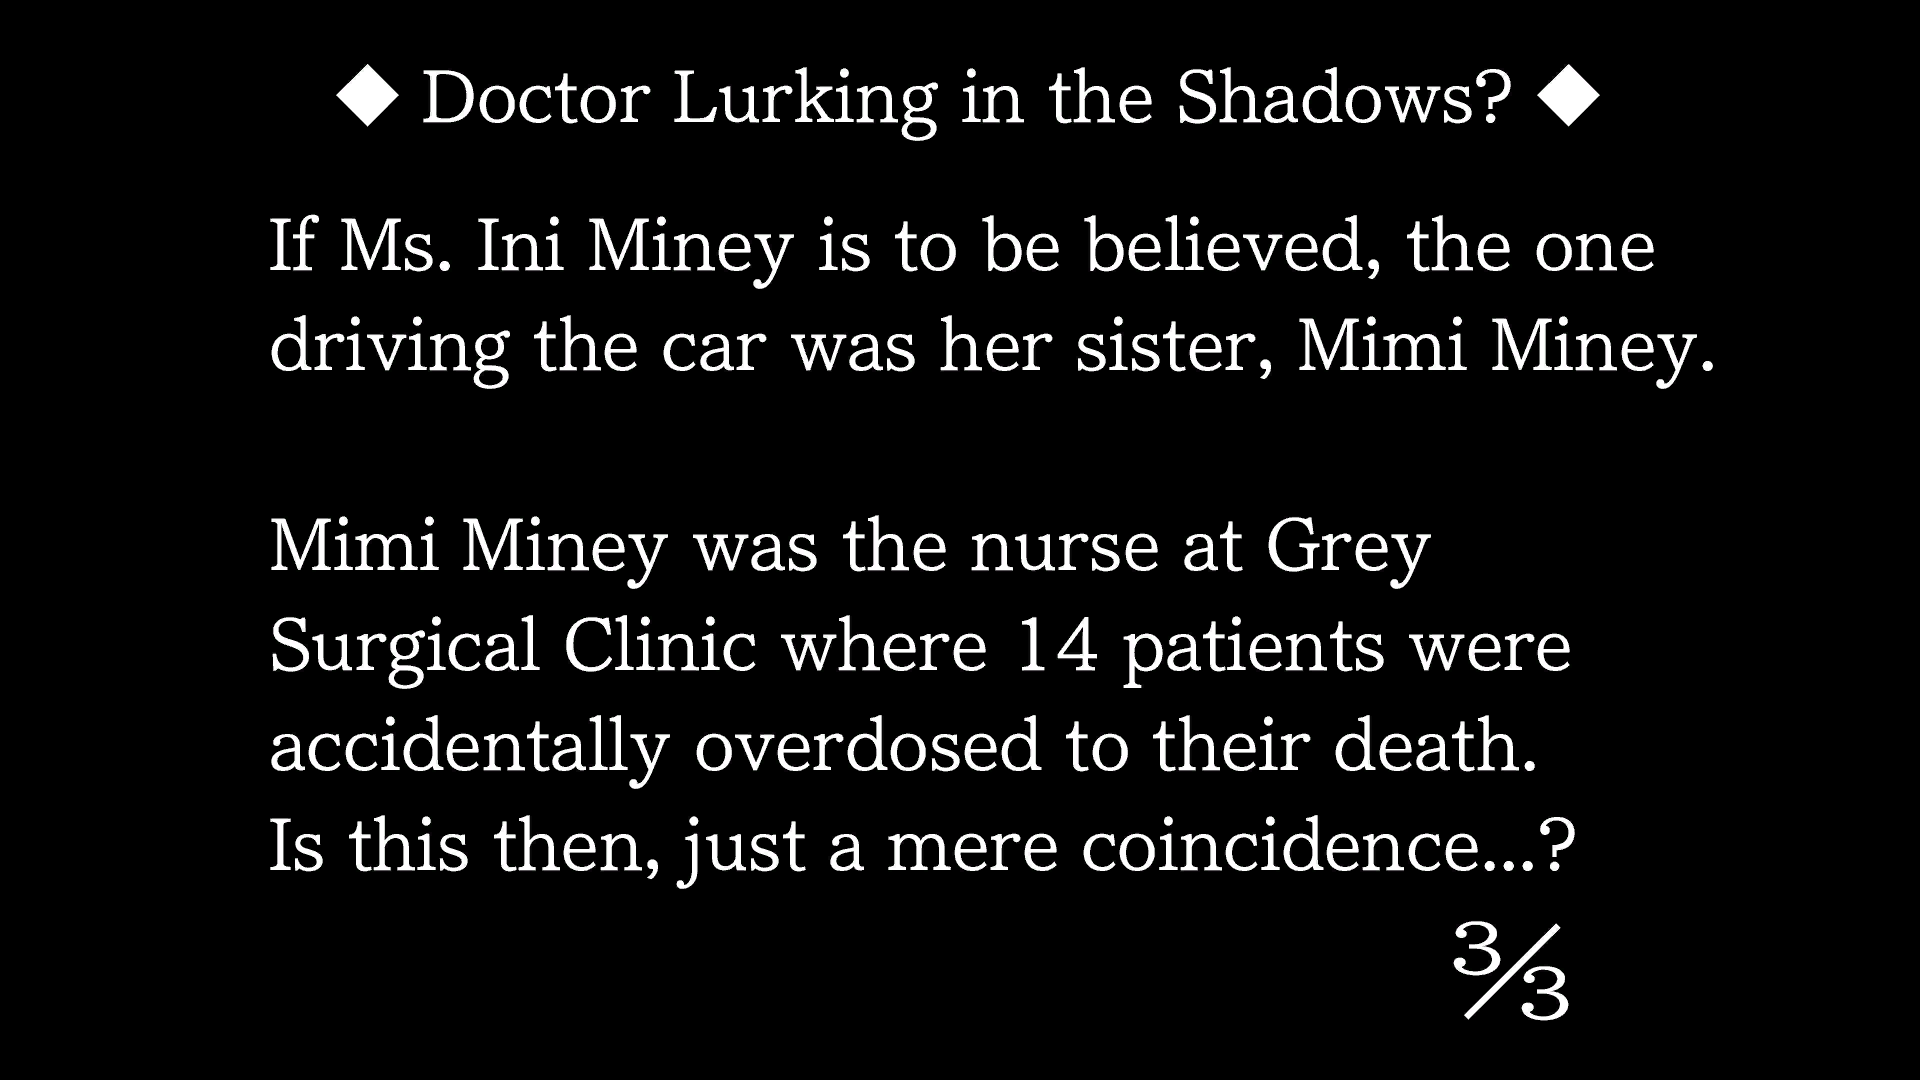 ◆ Doctor Lurking in the Shadows? ◆
If Ms. Ini Miney is to be believed, the one
driving the car was her sister, Mimi Miney.
Mimi Miney was the nurse at Grey
Surgical Clinic where 14 patients were
accidentally overdosed to their death.
Is this then, just a mere coincidence...?
3/3